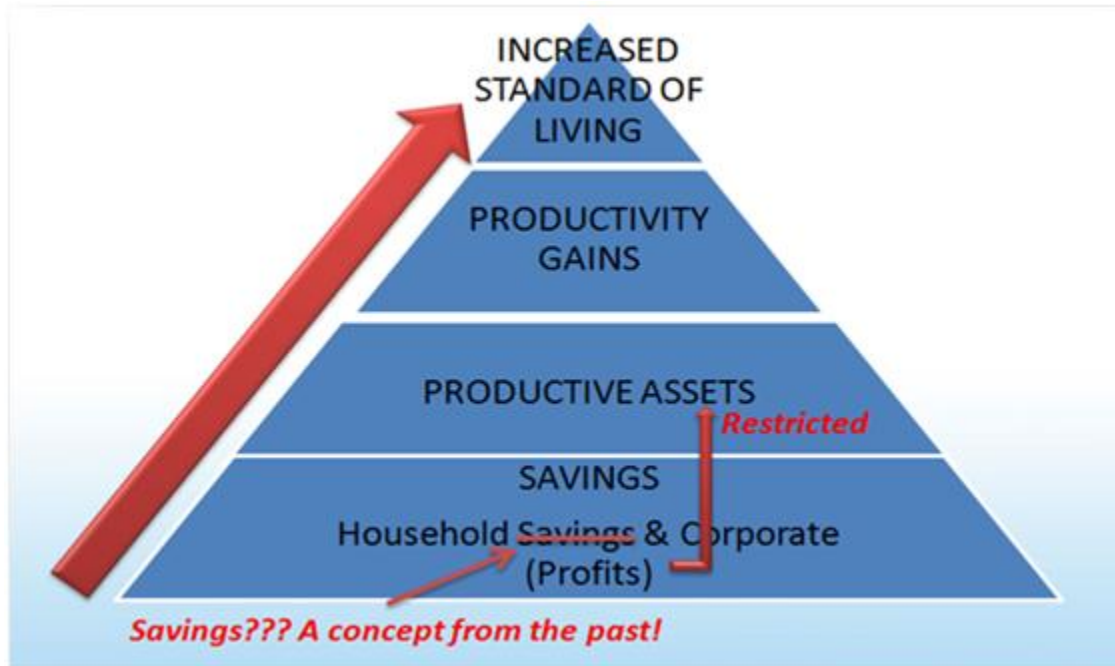 INCREASED
STANDARD OF
LIVING
PRODUCTIVITY
GAINS
PRODUCTIVE ASSETS
Restricted
SAVINGS
Household Savings & Corporate
(Profits)
Savings??? A concept from the past!